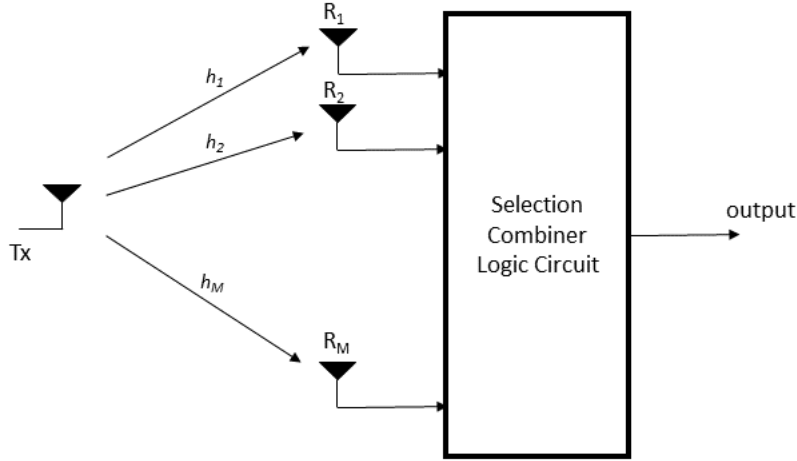 R1
h1
R2
h2
Tx
hM
RM
Selection
Combiner
Logic Circuit
output